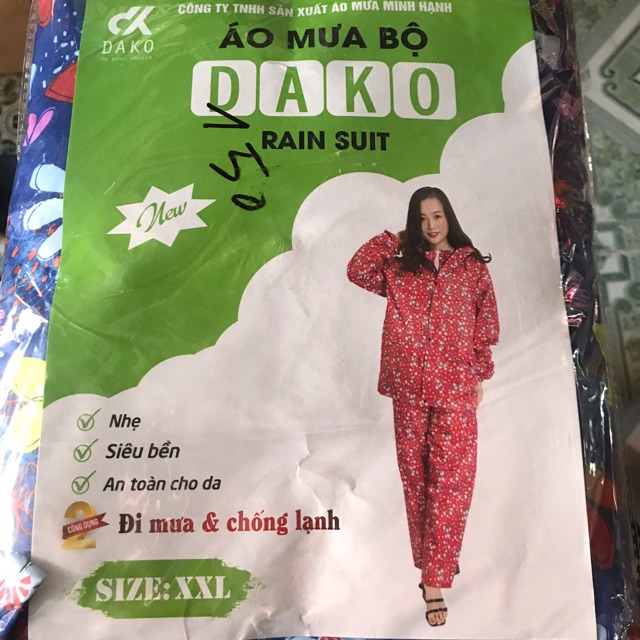 CÔNG TY TNHH SẢN XUẤT ÁO MƯA MINH HẠNH
DAKO
ÁO MƯA BỘ
DAKO
RAIN SUIT
New
Nhẹ
Siêu bền
An toàn cho da
2
CÔNG DỤNG
Đi mưa & chống lạnh
SIZE: XXL